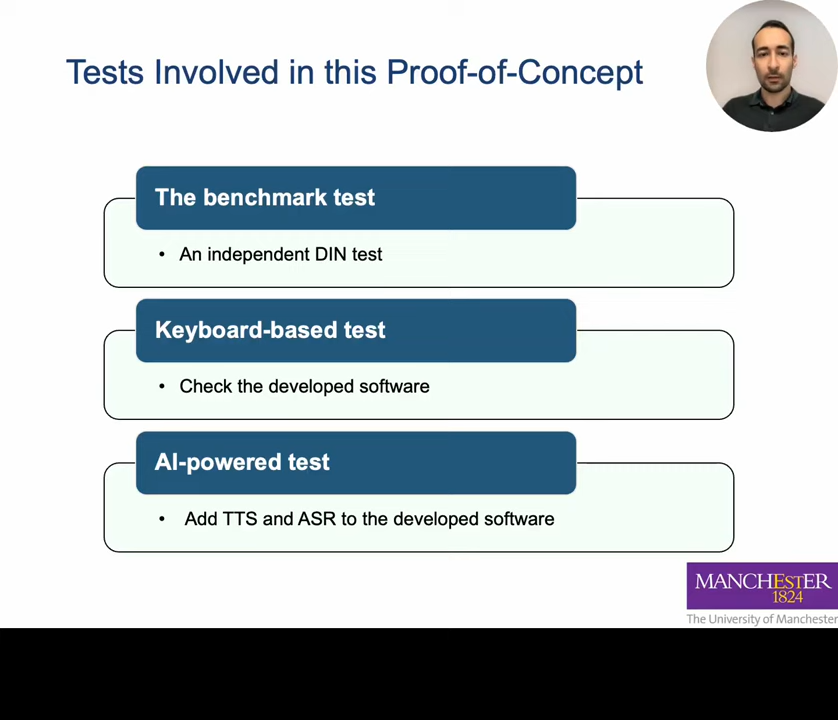 Tests Involved in this Proof-of-Concept
The benchmark test
• An independent DIN test
Keyboard-based test
• Check the developed software
AI-powered test
• Add TTS and ASR to the developed software
MANCHESTER
1824
The University of Manchester